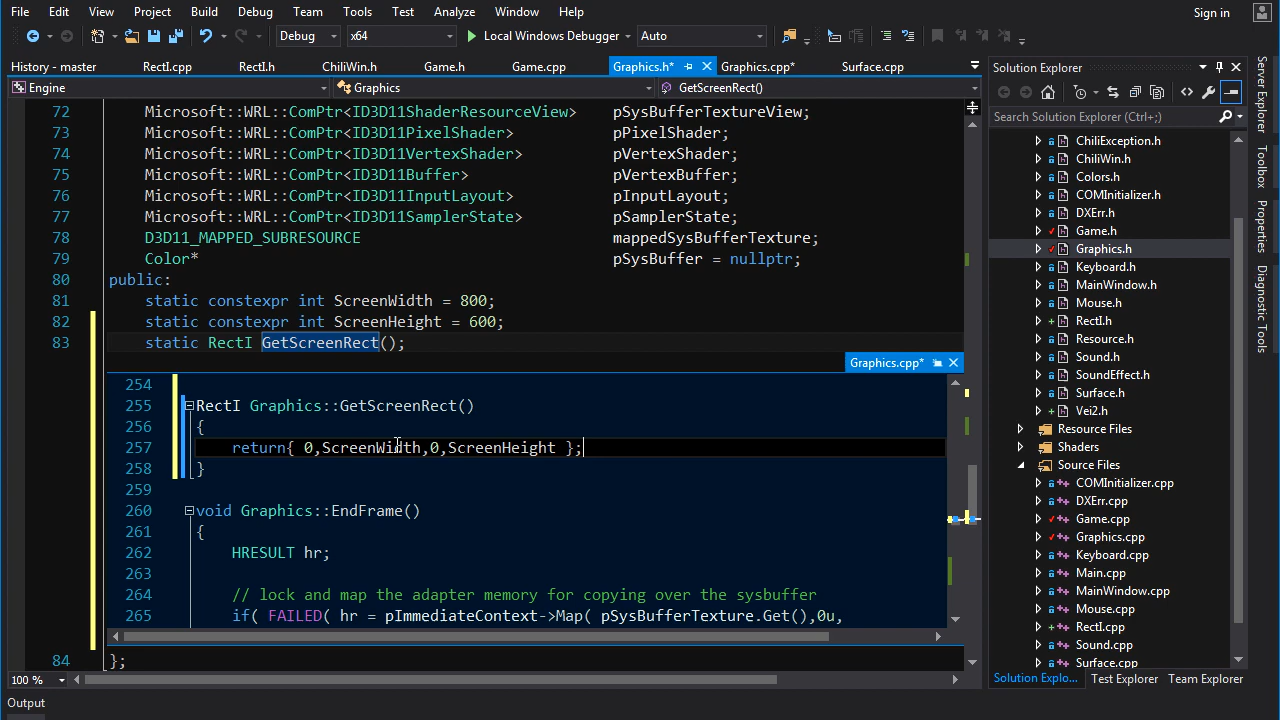 File Edit View Project Build Debug Team Tools Test Analyze Window Help Sign in
Debug x64 Local Windows Debugger Auto
History - master RectI.cpp RectI.h ChiliWin.h Game.h Game.cpp Graphics.h* Graphics.cpp* Surface.cpp
Engine Graphics GetScreenRect()
72 Microsoft::WRL::ComPtr<ID3D11ShaderResourceView> pSysBufferTextureView;
73 Microsoft::WRL::ComPtr<ID3D11PixelShader> pPixelShader;
74 Microsoft::WRL::ComPtr<ID3D11VertexShader> pVertexShader;
75 Microsoft::WRL::ComPtr<ID3D11Buffer> pVertexBuffer;
76 Microsoft::WRL::ComPtr<ID3D11InputLayout> pInputLayout;
77 Microsoft::WRL::ComPtr<ID3D11SamplerState> pSamplerState;
78 D3D11_MAPPED_SUBRESOURCE mappedSysBufferTexture;
79 Color* pSysBuffer = nullptr;
80 public:
81 static constexpr int ScreenWidth = 800;
82 static constexpr int ScreenHeight = 600;
83 static RectI GetScreenRect();
Graphics.cpp*
254
255 RectI Graphics::GetScreenRect()
256 {
257 return{ 0,ScreenWidth,0,ScreenHeight };
258 }
259
260 void Graphics::EndFrame()
261 {
262 HRESULT hr;
263
264 // lock and map the adapter memory for copying over the sysbuffer
265 if( FAILED( hr = pImmediateContext->Map( pSysBufferTexture.Get(),0u,
84 };
100 %
Output
Solution Explorer
Search Solution Explorer (Ctrl+;)
ChiliException.h
ChiliWin.h
Colors.h
COMInitializer.h
DXErr.h
Game.h
Graphics.h
Keyboard.h
MainWindow.h
Mouse.h
RectI.h
Resource.h
Sound.h
SoundEffect.h
Surface.h
Vei2.h
Resource Files
Shaders
Source Files
COMInitializer.cpp
DXErr.cpp
Game.cpp
Graphics.cpp
Keyboard.cpp
Main.cpp
MainWindow.cpp
Mouse.cpp
RectI.cpp
Sound.cpp
Surface.cpp
Solution Explo... Test Explorer Team Explorer
Server Explorer
Toolbox
Properties
Diagnostic Tools